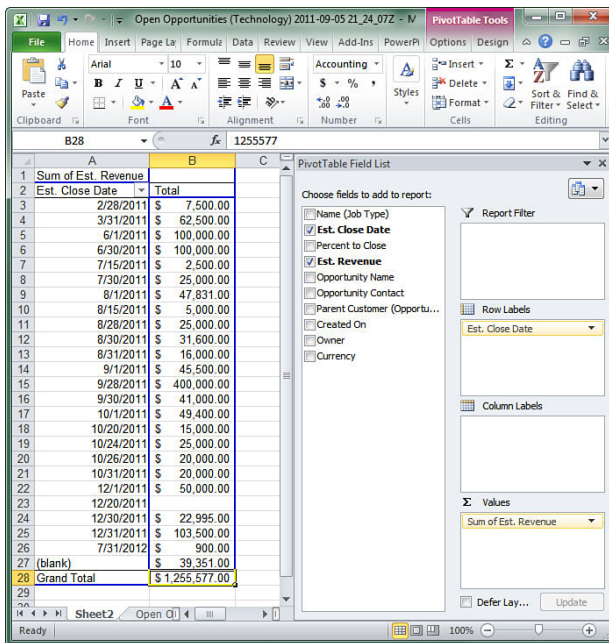 Open Opportunities (Technology) 2011-09-05 21_24_07Z - M
PivotTable Tools
File Home Insert Page La Formula Data Review View Add-Ins PowerPi Options Design
Arial 10 Accounting Insert
Paste B I U A A $ % , Styles Delete Sort & Filter Find & Select
Format
Clipboard Font Alignment Number Cells Editing
B28 fx 1255577
A B C
1 Sum of Est. Revenue
2 Est. Close Date Total
3 2/28/2011 $ 7,500.00
4 3/31/2011 $ 62,500.00
5 6/1/2011 $ 100,000.00
6 6/30/2011 $ 100,000.00
7 7/15/2011 $ 2,500.00
8 7/30/2011 $ 25,000.00
9 8/1/2011 $ 47,831.00
10 8/15/2011 $ 5,000.00
11 8/28/2011 $ 25,000.00
12 8/30/2011 $ 31,600.00
13 8/31/2011 $ 16,000.00
14 9/1/2011 $ 45,500.00
15 9/28/2011 $ 400,000.00
16 9/30/2011 $ 41,000.00
17 10/1/2011 $ 49,400.00
18 10/20/2011 $ 15,000.00
19 10/24/2011 $ 25,000.00
20 10/26/2011 $ 20,000.00
21 10/31/2011 $ 20,000.00
22 12/1/2011 $ 50,000.00
23 12/20/2011
24 12/30/2011 $ 22,995.00
25 12/31/2011 $ 103,500.00
26 7/31/2012 $ 900.00
27 (blank) $ 39,351.00
28 Grand Total $ 1,255,577.00
29
Sheet2 Open O
PivotTable Field List
Choose fields to add to report:
Name (Job Type)
Est. Close Date
Percent to Close
Est. Revenue
Opportunity Name
Opportunity Contact
Parent Customer (Opportu...
Created On
Owner
Currency
Report Filter
Row Labels
Est. Close Date
Column Labels
Σ Values
Sum of Est. Revenue
Defer Lay... Update
Ready 100%